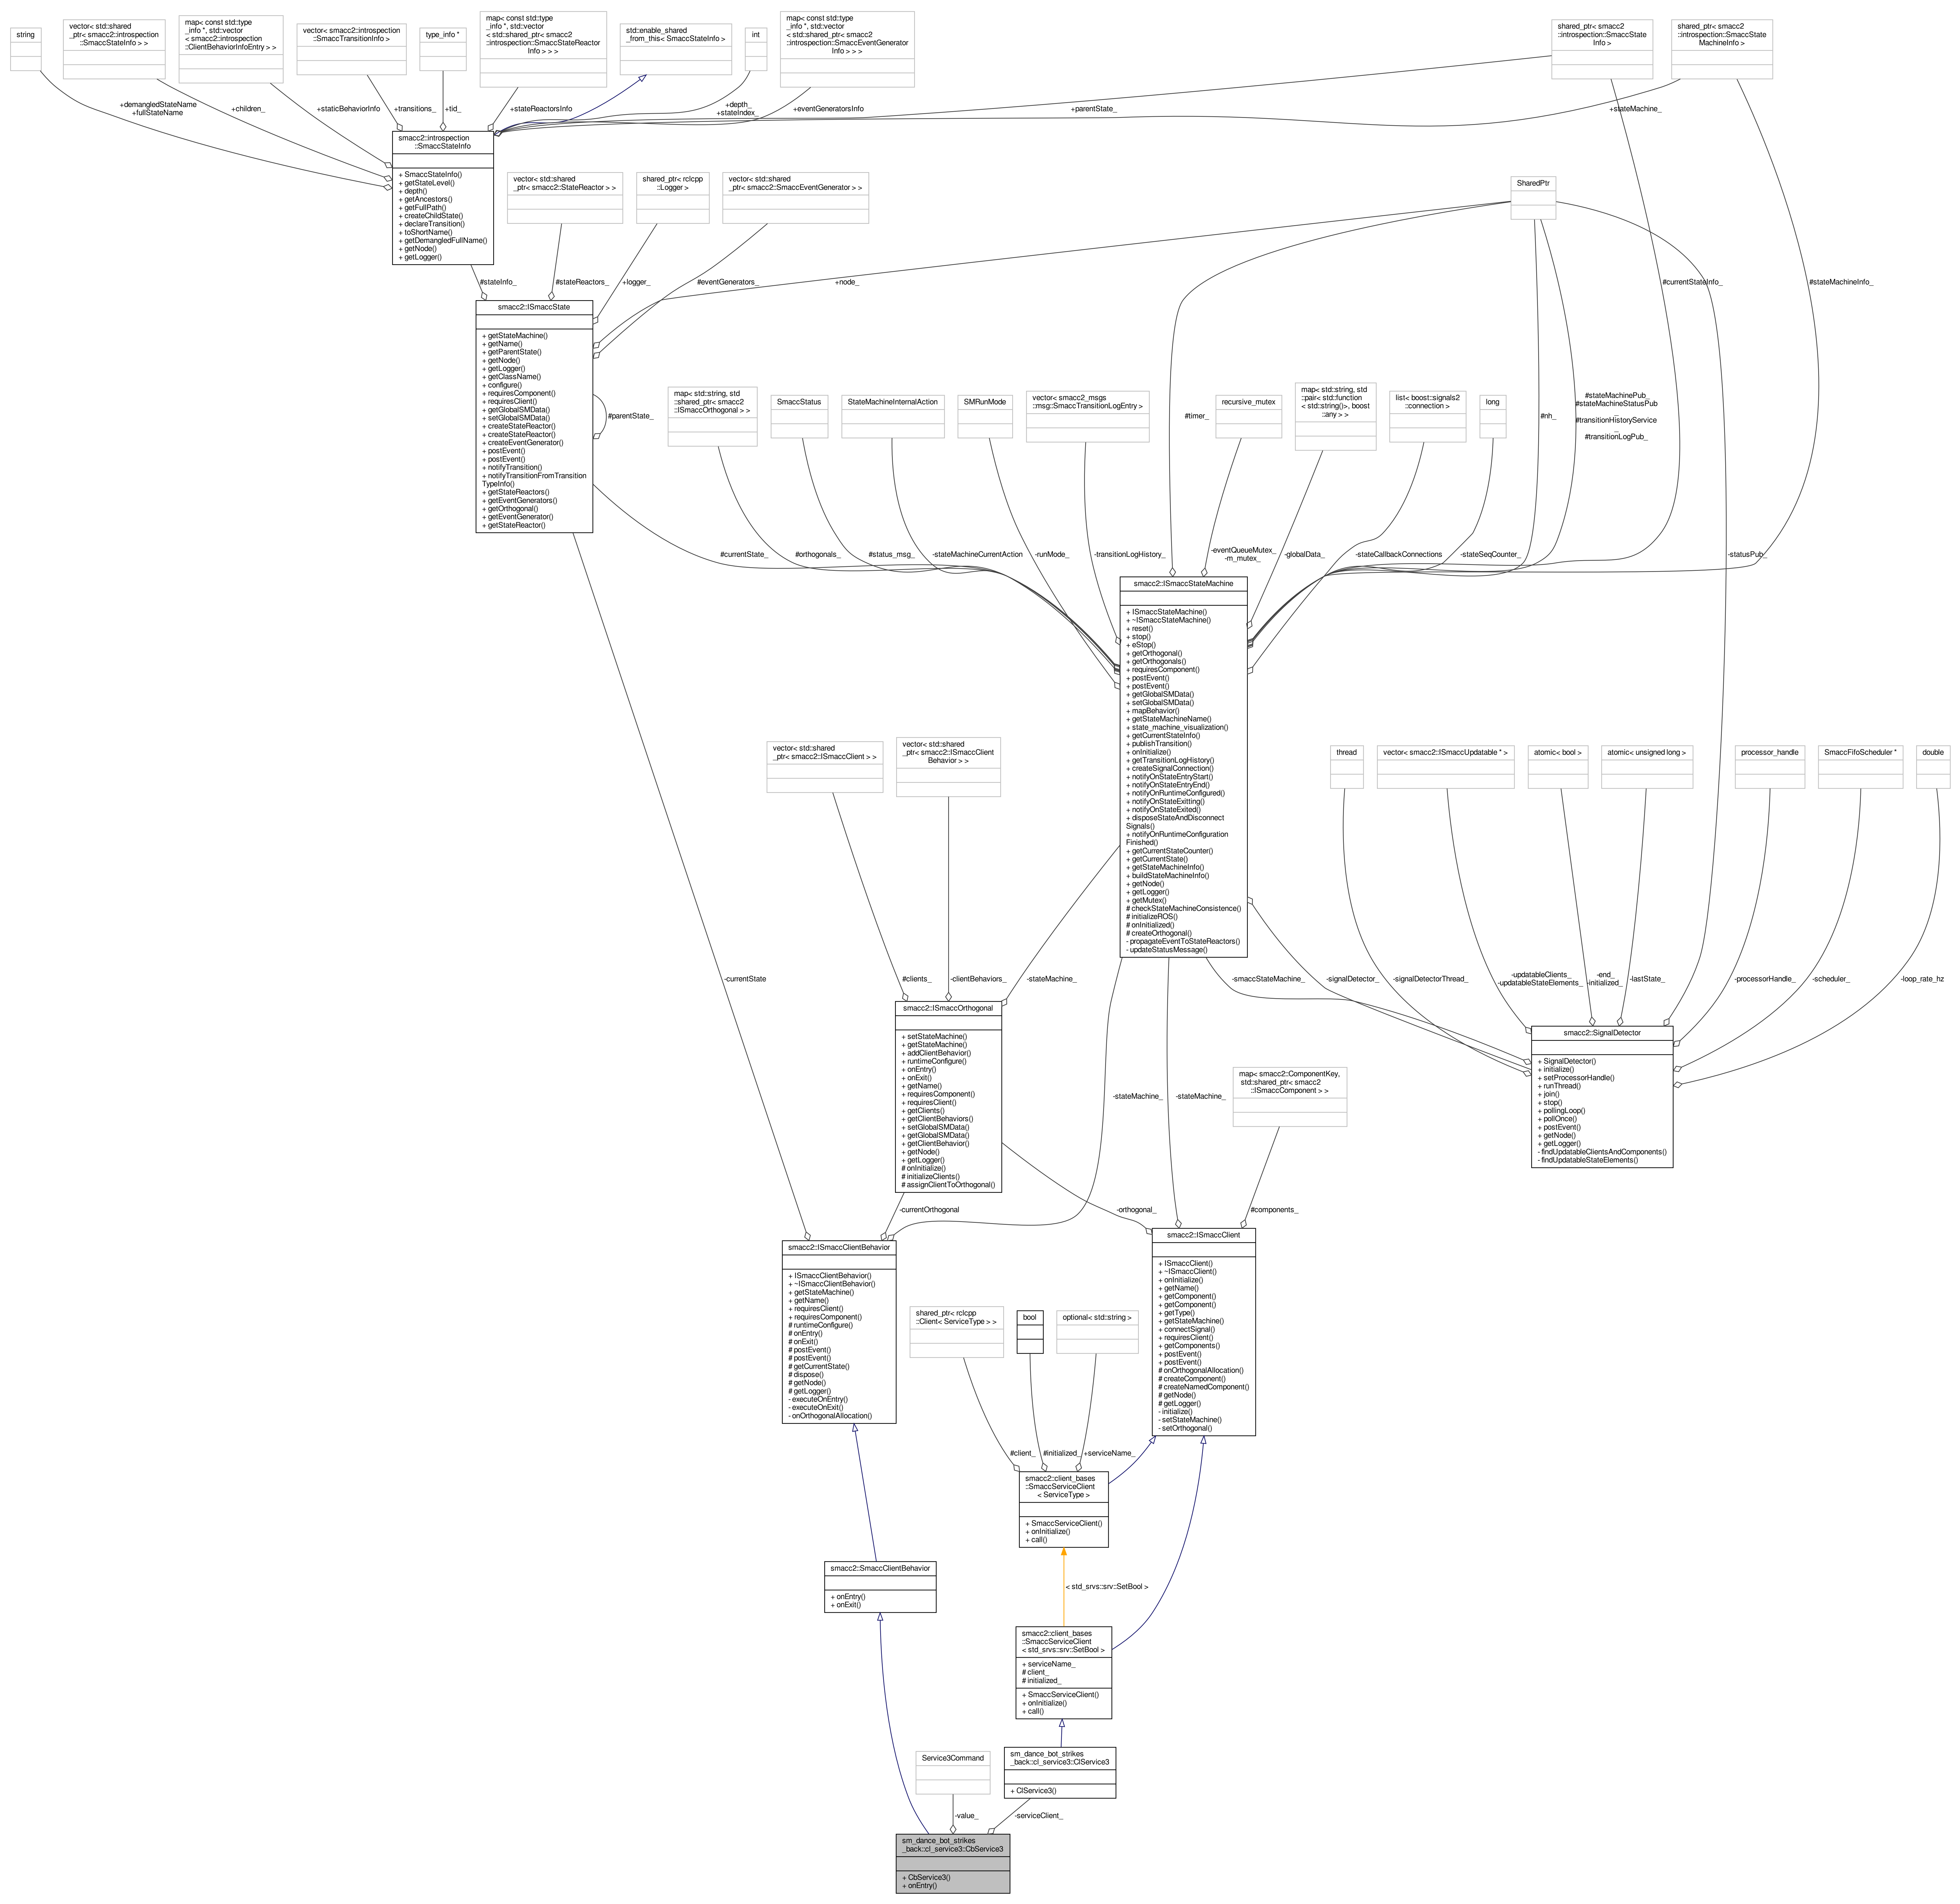 string
vector< std::shared
_ptr< smacc2::introspection
::SmaccStateInfo > >
map< const std::type
_info *, std::vector
< smacc2::introspection
::ClientBehaviorInfoEntry > >
vector< smacc2::introspection
::SmaccTransitionInfo >
type_info *
map< const std::type
_info *, std::vector
< std::shared_ptr< smacc2
::introspection::SmaccStateReactor
Info > > >
std::enable_shared
_from_this< SmaccStateInfo >
int
map< const std::type
_info *, std::vector
< std::shared_ptr< smacc2
::introspection::SmaccEventGenerator
Info > > >
shared_ptr< smacc2
::introspection::SmaccState
Info >
shared_ptr< smacc2
::introspection::SmaccState
MachineInfo >
+demangledStateName
+fullStateName
+children_
+staticBehaviorInfo
+transitions_
+tid_
+stateReactorsInfo
+depth_
+stateIndex_
+eventGeneratorsInfo
+parentState_
+stateMachine_
smacc2::introspection
::SmaccStateInfo
+ SmaccStateInfo()
+ getStateLevel()
+ depth()
+ getAncestors()
+ getFullPath()
+ createChildState()
+ declareTransition()
+ toShortName()
+ getDemangledFullName()
+ getNode()
+ getLogger()
vector< std::shared
_ptr< smacc2::StateReactor > >
shared_ptr< rclcpp
::Logger >
vector< std::shared
_ptr< smacc2::SmaccEventGenerator > >
SharedPtr
#stateInfo_
#stateReactors_
+logger_
#eventGenerators_
+node_
#currentStateInfo_
#stateMachineInfo_
smacc2::ISmaccState
+ getStateMachine()
+ getName()
+ getParentState()
+ getNode()
+ getLogger()
+ getClassName()
+ configure()
+ requiresComponent()
+ requiresClient()
+ getGlobalSMData()
+ setGlobalSMData()
+ createStateReactor()
+ createStateReactor()
+ createEventGenerator()
+ postEvent()
+ postEvent()
+ notifyTransition()
+ notifyTransitionFromTransition
TypeInfo()
+ getStateReactors()
+ getEventGenerators()
+ getOrthogonal()
+ getEventGenerator()
+ getStateReactor()
#parentState_
map< std::string, std
::shared_ptr< smacc2
::ISmaccOrthogonal > >
SmaccStatus
StateMachineInternalAction
SMRunMode
vector< smacc2_msgs
::msg::SmaccTransitionLogEntry >
#timer_
recursive_mutex
map< std::string, std
::pair< std::function
< std::string()>, boost
::any > >
list< boost::signals2
::connection >
long
#nh_
#stateMachinePub_
#stateMachineStatusPub
_
#transitionHistoryService
_
#transitionLogPub_
#currentState_
#orthogonals_
#status_msg_
-stateMachineCurrentAction
-runMode_
-transitionLogHistory_
-eventQueueMutex_
-m_mutex_
-globalData_
-stateCallbackConnections
-stateSeqCounter_
-statusPub_
smacc2::ISmaccStateMachine
+ ISmaccStateMachine()
+ ~ISmaccStateMachine()
+ reset()
+ stop()
+ eStop()
+ getOrthogonal()
+ getOrthogonals()
+ requiresComponent()
+ postEvent()
+ postEvent()
+ getGlobalSMData()
+ setGlobalSMData()
+ mapBehavior()
+ getStateMachineName()
+ state_machine_visualization()
+ getCurrentStateInfo()
+ publishTransition()
+ onInitialize()
+ getTransitionLogHistory()
+ createSignalConnection()
+ notifyOnStateEntryStart()
+ notifyOnStateEntryEnd()
+ notifyOnRuntimeConfigured()
+ notifyOnStateExitting()
+ notifyOnStateExited()
+ disposeStateAndDisconnect
Signals()
+ notifyOnRuntimeConfiguration
Finished()
+ getCurrentStateCounter()
+ getCurrentState()
+ getStateMachineInfo()
+ buildStateMachineInfo()
+ getNode()
+ getLogger()
+ getMutex()
# checkStateMachineConsistence()
# initializeROS()
# onInitialized()
# createOrthogonal()
- propagateEventToStateReactors()
- updateStatusMessage()
vector< std::shared
_ptr< smacc2::ISmaccClient > >
vector< std::shared
_ptr< smacc2::ISmaccClient
Behavior > >
thread
vector< smacc2::ISmaccUpdatable * >
atomic< bool >
atomic< unsigned long >
processor_handle
SmaccFifoScheduler *
double
-currentState
#clients_
-clientBehaviors_
-stateMachine_
-smaccStateMachine_
-signalDetector_
-signalDetectorThread_
-updatableClients_
-updatableStateElements_
-end_
-initialized_
-lastState_
-processorHandle_
-scheduler_
-loop_rate_hz
smacc2::ISmaccOrthogonal
+ setStateMachine()
+ getStateMachine()
+ addClientBehavior()
+ runtimeConfigure()
+ onEntry()
+ onExit()
+ getName()
+ requiresComponent()
+ requiresClient()
+ getClients()
+ getClientBehaviors()
+ setGlobalSMData()
+ getGlobalSMData()
+ getClientBehavior()
+ getNode()
+ getLogger()
# onInitialize()
# initializeClients()
# assignClientToOrthogonal()
smacc2::SignalDetector
+ SignalDetector()
+ initialize()
+ setProcessorHandle()
+ runThread()
+ join()
+ stop()
+ pollingLoop()
+ pollOnce()
+ postEvent()
+ getNode()
+ getLogger()
- findUpdatableClientsAndComponents()
- findUpdatableStateElements()
-stateMachine_
-stateMachine_
map< smacc2::ComponentKey,
std::shared_ptr< smacc2
::ISmaccComponent > >
-currentOrthogonal
-orthogonal_
#components_
smacc2::ISmaccClientBehavior
+ ISmaccClientBehavior()
+ ~ISmaccClientBehavior()
+ getStateMachine()
+ getName()
+ requiresClient()
+ requiresComponent()
# runtimeConfigure()
# onEntry()
# onExit()
# postEvent()
# postEvent()
# getCurrentState()
# dispose()
# getNode()
# getLogger()
- executeOnEntry()
- executeOnExit()
- onOrthogonalAllocation()
smacc2::ISmaccClient
+ ISmaccClient()
+ ~ISmaccClient()
+ onInitialize()
+ getName()
+ getComponent()
+ getComponent()
+ getType()
+ getStateMachine()
+ connectSignal()
+ requiresClient()
+ getComponents()
+ postEvent()
+ postEvent()
# onOrthogonalAllocation()
# createComponent()
# createNamedComponent()
# getNode()
# getLogger()
- initialize()
- setStateMachine()
- setOrthogonal()
shared_ptr< rclcpp
::Client< ServiceType > >
bool
optional< std::string >
#client_
#initialized_
+serviceName_
smacc2::client_bases
::SmaccServiceClient
< ServiceType >
+ SmaccServiceClient()
+ onInitialize()
+ call()
smacc2::SmaccClientBehavior
+ onEntry()
+ onExit()
< std_srvs::srv::SetBool >
smacc2::client_bases
::SmaccServiceClient
< std_srvs::srv::SetBool >
+ serviceName_
# client_
# initialized_
+ SmaccServiceClient()
+ onInitialize()
+ call()
Service3Command
sm_dance_bot_strikes
_back::cl_service3::ClService3
+ ClService3()
-value_
-serviceClient_
sm_dance_bot_strikes
_back::cl_service3::CbService3
+ CbService3()
+ onEntry()